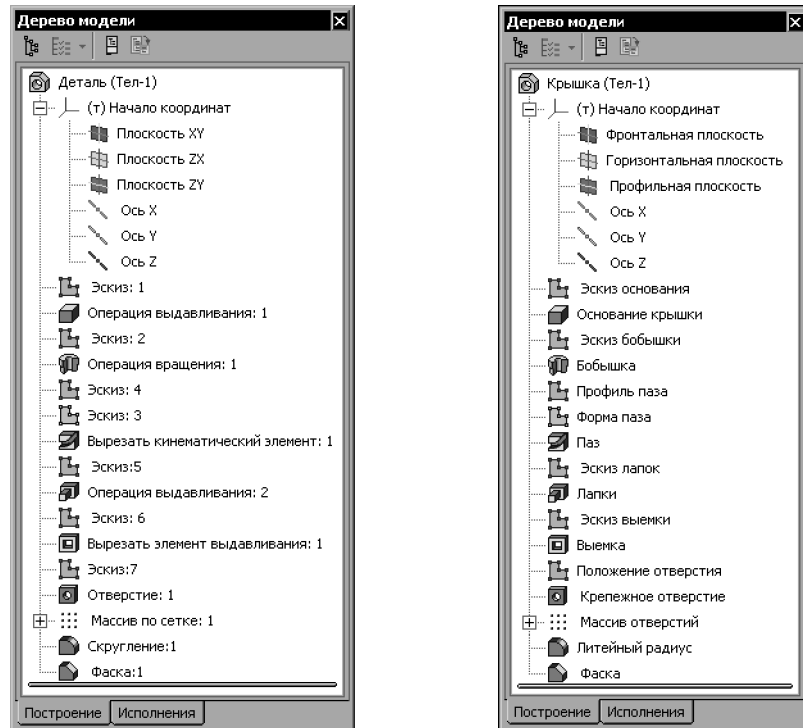 Дерево модели
Деталь (Тел-1)
(т) Начало координат
Плоскость XY
Плоскость ZX
Плоскость ZY
Ось X
Ось Y
Ось Z
Эскиз: 1
Операция выдавливания: 1
Эскиз: 2
Операция вращения: 1
Эскиз: 4
Эскиз: 3
Вырезать кинематический элемент: 1
Эскиз:5
Операция выдавливания: 2
Эскиз: 6
Вырезать элемент выдавливания: 1
Эскиз:7
Отверстие: 1
Массив по сетке: 1
Скругление:1
Фаска:1
Построение Исполнения
Дерево модели
Крышка (Тел-1)
(т) Начало координат
Фронтальная плоскость
Горизонтальная плоскость
Профильная плоскость
Ось X
Ось Y
Ось Z
Эскиз основания
Основание крышки
Эскиз бобышки
Бобышка
Профиль паза
Форма паза
Паз
Эскиз лапок
Лапки
Эскиз выемки
Выемка
Положение отверстия
Крепежное отверстие
Массив отверстий
Литейный радиус
Фаска
Построение Исполнения